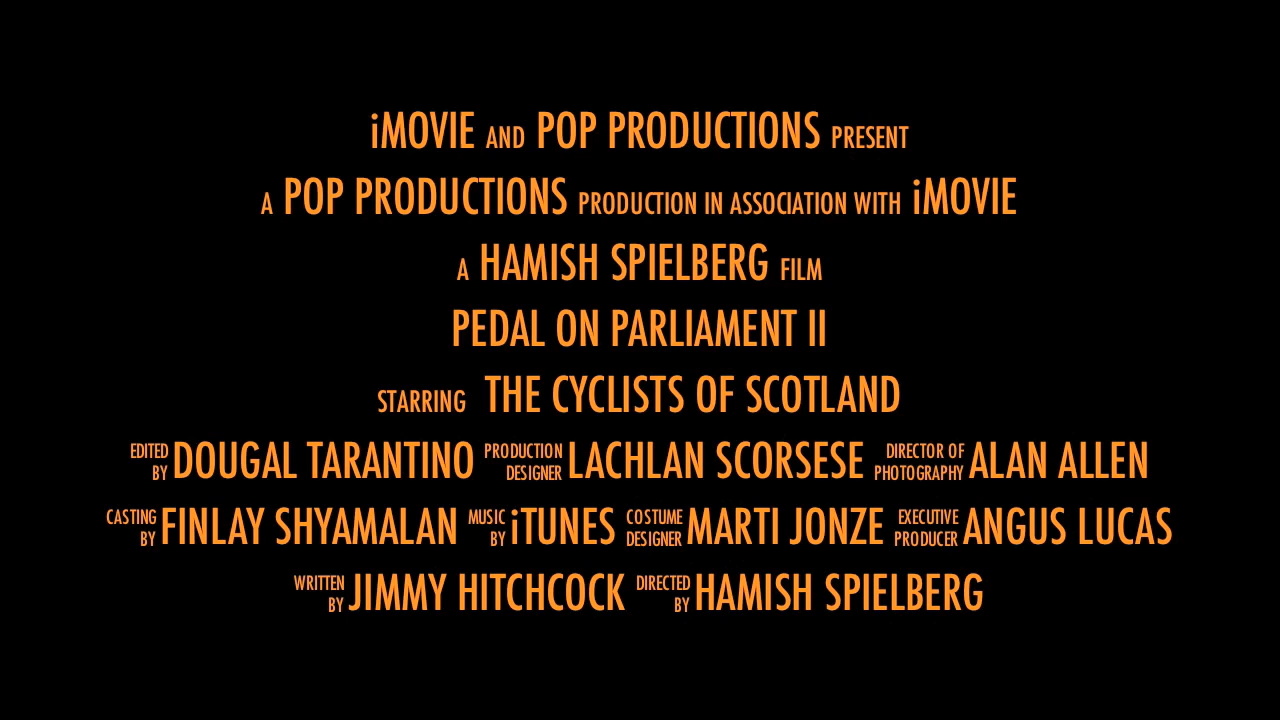 iMOVIE AND POP PRODUCTIONS PRESENT
A POP PRODUCTIONS PRODUCTION IN ASSOCIATION WITH iMOVIE
A HAMISH SPIELBERG FILM
PEDAL ON PARLIAMENT II
STARRING THE CYCLISTS OF SCOTLAND
EDITED BY DOUGAL TARANTINO PRODUCTION DESIGNER LACHLAN SCORSESE DIRECTOR OF PHOTOGRAPHY ALAN ALLEN
CASTING BY FINLAY SHYAMALAN MUSIC BY iTUNES COSTUME DESIGNER MARTI JONZE EXECUTIVE PRODUCER ANGUS LUCAS
WRITTEN BY JIMMY HITCHCOCK DIRECTED BY HAMISH SPIELBERG